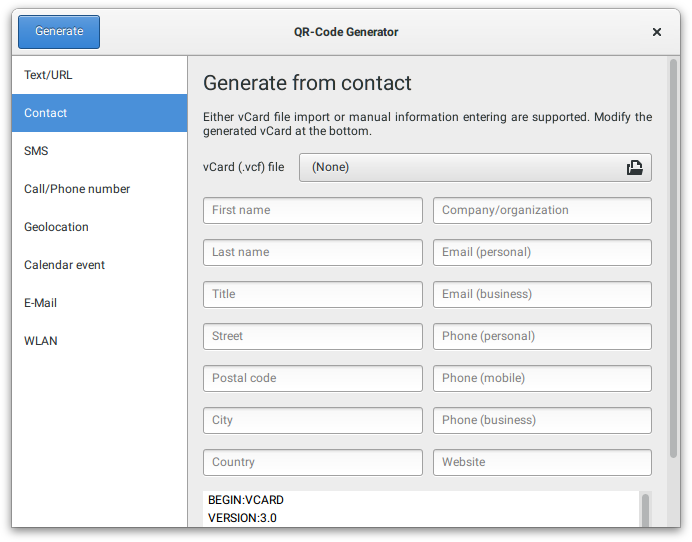 Generate
QR-Code Generator
Text/URL
Contact
SMS
Call/Phone number
Geolocation
Calendar event
E-Mail
WLAN
Generate from contact
Either vCard file import or manual information entering are supported. Modify the
generated vCard at the bottom.
vCard (.vcf) file
(None)
First name
Company/organization
Last name
Email (personal)
Title
Email (business)
Street
Phone (personal)
Postal code
Phone (mobile)
City
Phone (business)
Country
Website
BEGIN:VCARD
VERSION:3.0